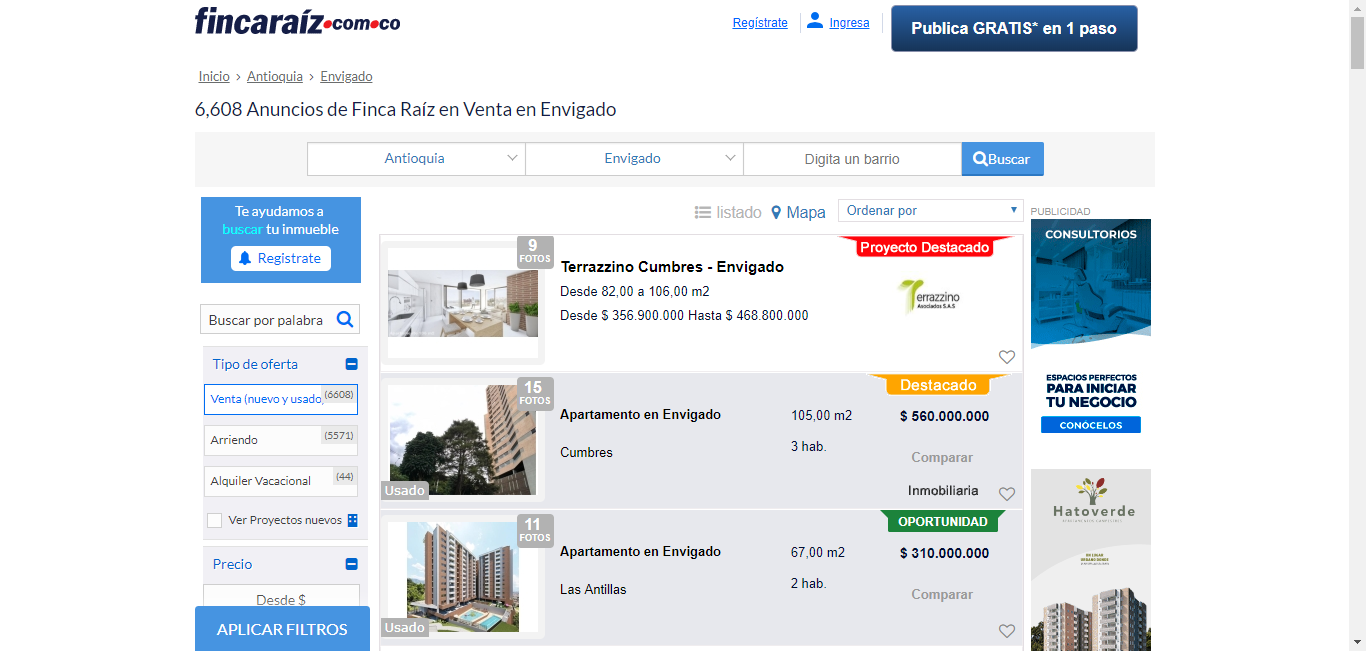 fincaraíz.com.co
Regístrate
Ingresa
Publica GRATIS* en 1 paso
Inicio > Antioquia > Envigado
6,608 Anuncios de Finca Raíz en Venta en Envigado
Antioquia
Envigado
Digita un barrio
Buscar
Te ayudamos a
buscar tu inmueble
Registrate
listado
Mapa
Ordenar por
PUBLICIDAD
Buscar por palabra
Tipo de oferta
Venta (nuevo y usado)
(6608)
Arriendo
(5571)
Alquiler Vacacional
(44)
Ver Proyectos nuevos
Precio
Desde $
APLICAR FILTROS
9
FOTOS
Proyecto Destacado
Terrazzino Cumbres - Envigado
Desde 82,00 a 106,00 m2
Desde $ 356.900.000 Hasta $ 468.800.000
Terrazzino
Asociados S.A.S
15
FOTOS
Destacado
Apartamento en Envigado
105,00 m2
$ 560.000.000
Cumbres
3 hab.
Comparar
Usado
Inmobiliaria
11
FOTOS
OPORTUNIDAD
Apartamento en Envigado
67,00 m2
$ 310.000.000
Las Antillas
2 hab.
Comparar
Usado
CONSULTORIOS
ESPACIOS PERFECTOS
PARA INICIAR
TU NEGOCIO
CONÓCELOS
Hatoverde